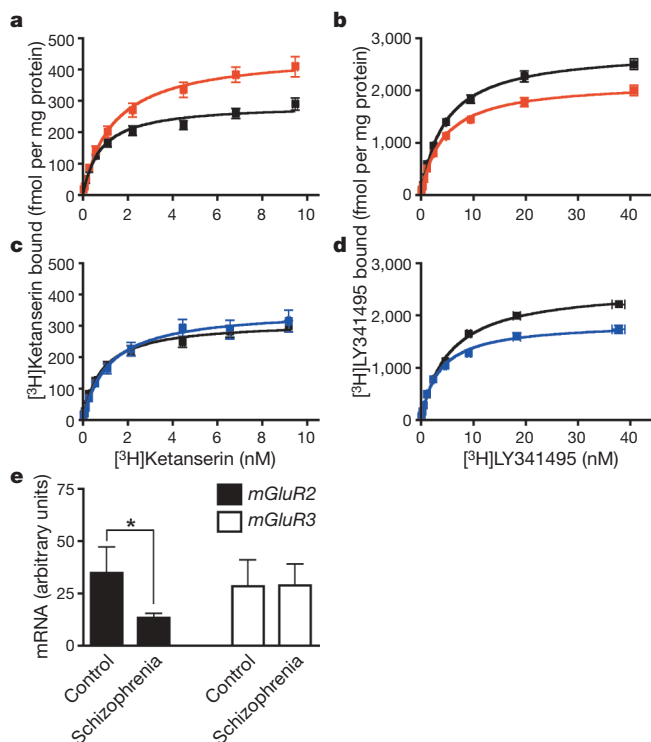 a
b
500
400
300
200
100
0
0
2
4
6
8
10
3,000
2,000
1,000
0
0
10
20
30
40
c
d
500
400
300
200
100
0
0
2
4
6
8
10
3,000
2,000
1,000
0
0
10
20
30
40
[³H]Ketanserin bound (fmol per mg protein)
[³H]LY341495 bound (fmol per mg protein)
[³H]Ketanserin (nM)
[³H]LY341495 (nM)
e
75
50
25
0
mRNA (arbitrary units)
*
mGluR2
mGluR3
Control
Schizophrenia
Control
Schizophrenia